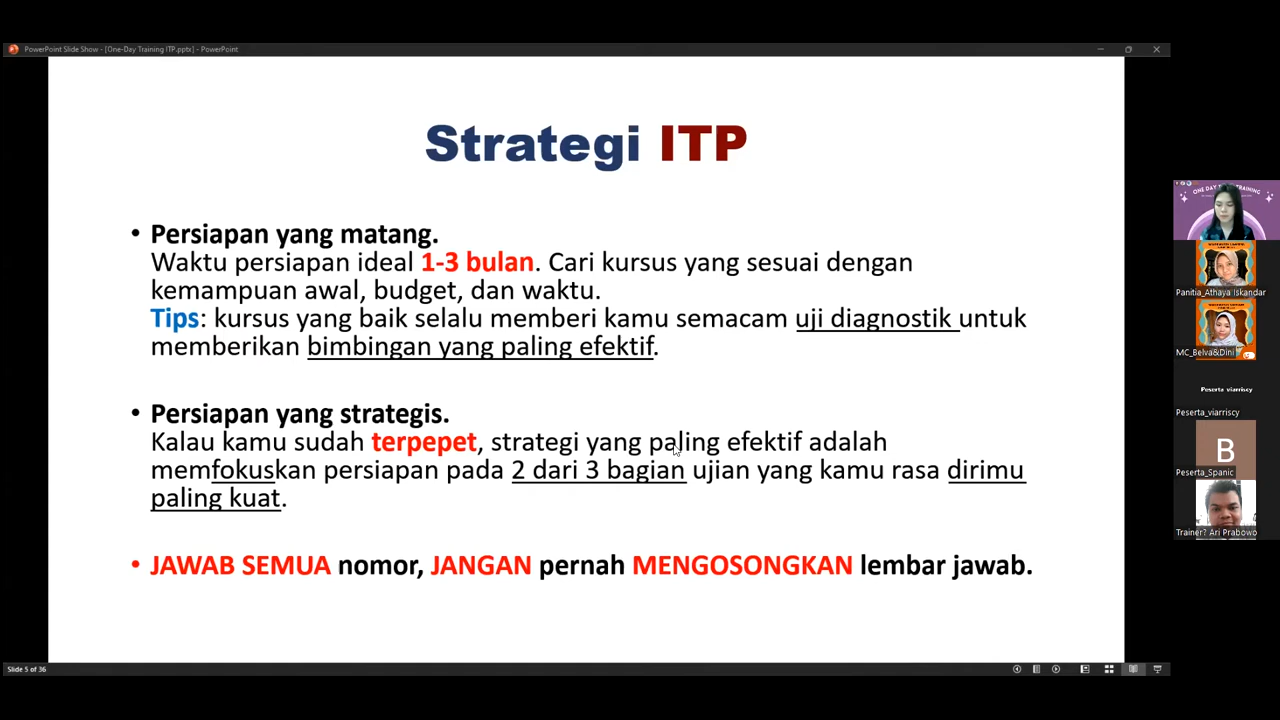 PowerPoint Slide Show - [One-Day Training ITP.pptx] - PowerPoint
Strategi ITP
• Persiapan yang matang.
Waktu persiapan ideal 1-3 bulan. Cari kursus yang sesuai dengan
kemampuan awal, budget, dan waktu.
Tips: kursus yang baik selalu memberi kamu semacam uji diagnostik untuk
memberikan bimbingan yang paling efektif.
• Persiapan yang strategis.
Kalau kamu sudah terpepet, strategi yang paling efektif adalah
memfokuskan persiapan pada 2 dari 3 bagian ujian yang kamu rasa dirimu
paling kuat.
• JAWAB SEMUA nomor, JANGAN pernah MENGOSONGKAN lembar jawab.
Slide 5 of 36
Panitia_Athaya Iskandar
MC_Belva&Dini
Peserta viarriscy
Peserta_viarriscy
B
Peserta_Spanic
Trainer? Ari Prabowo